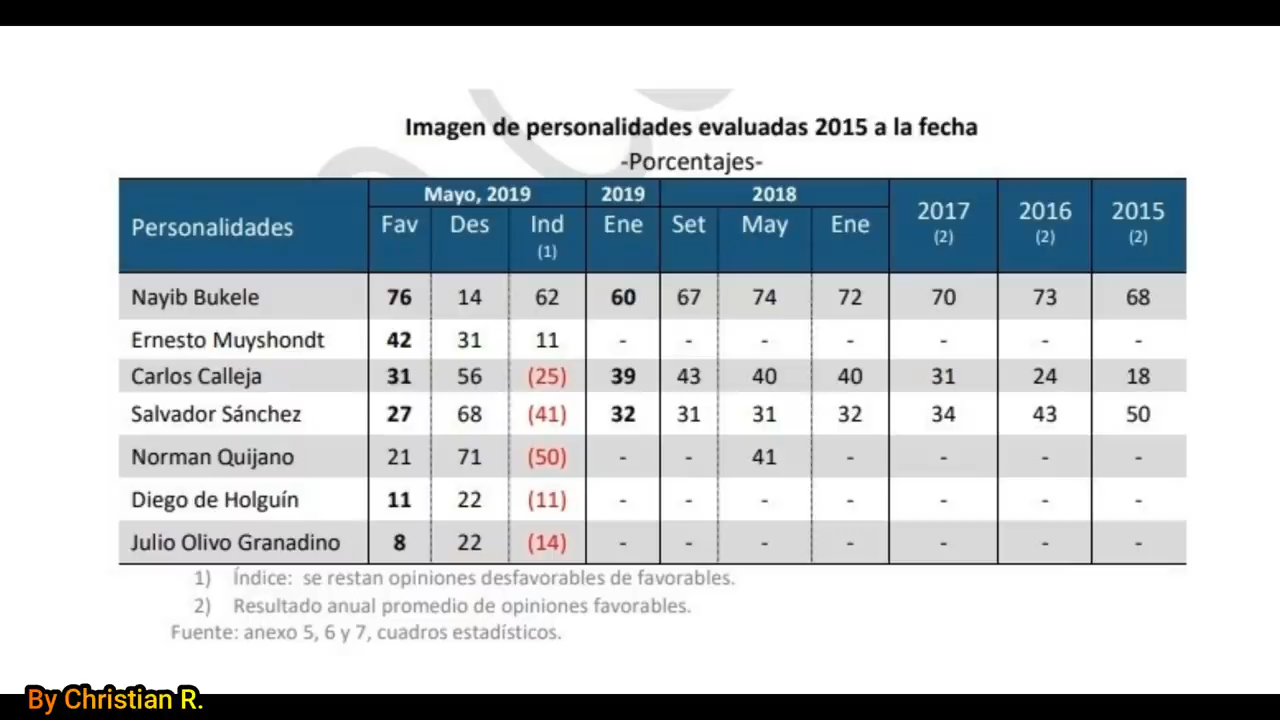 Imagen de personalidades evaluadas 2015 a la fecha
-Porcentajes-
Personalidades Mayo, 2019 2019 2018 2017 2016 2015
Fav Des Ind Ene Set May Ene (2) (2) (2)
(1)
Nayib Bukele 76 14 62 60 67 74 72 70 73 68
Ernesto Muyshondt 42 31 11 - - - - - - -
Carlos Calleja 31 56 (25) 39 43 40 40 31 24 18
Salvador Sánchez 27 68 (41) 32 31 31 32 34 43 50
Norman Quijano 21 71 (50) - - 41 - - - -
Diego de Holguín 11 22 (11) - - - - - - -
Julio Olivo Granadino 8 22 (14) - - - - - - -
1) Índice: se restan opiniones desfavorables de favorables.
2) Resultado anual promedio de opiniones favorables.
Fuente: anexo 5, 6 y 7, cuadros estadísticos.
By Christian R.